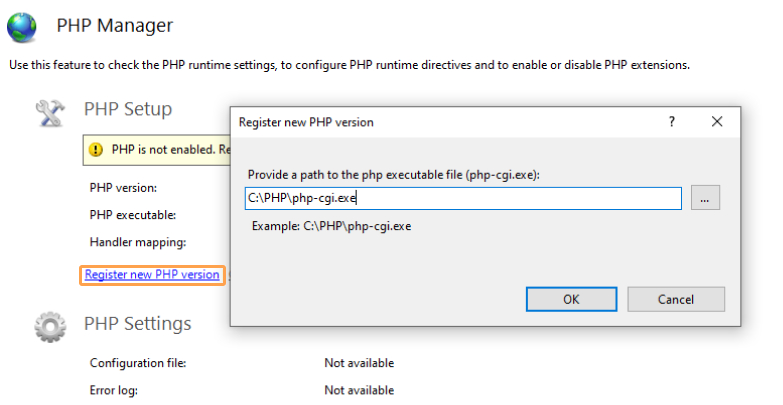 PHP Manager
Use this feature to check the PHP runtime settings, to configure PHP runtime directives and to enable or disable PHP extensions.
PHP Setup
PHP is not enabled.
PHP version:
PHP executable:
Handler mapping:
Register new PHP version
Register new PHP version
? ×
Provide a path to the php executable file (php-cgi.exe):
C:\PHP\php-cgi.exe
...
Example: C:\PHP\php-cgi.exe
OK Cancel
PHP Settings
Configuration file: Not available
Error log: Not available